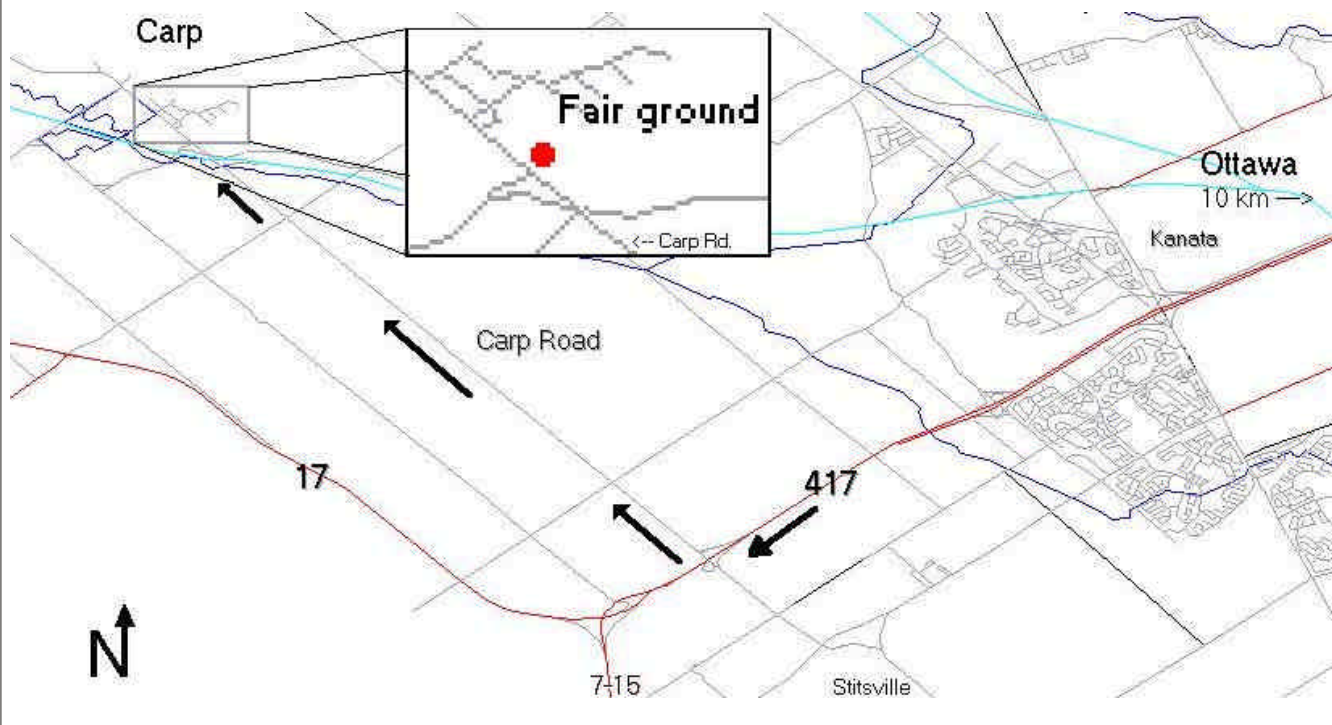 Carp
Fair ground
<-- Carp Rd.
Ottawa
10 km
Kanata
Carp Road
17
417
N
7-15
Stitsville